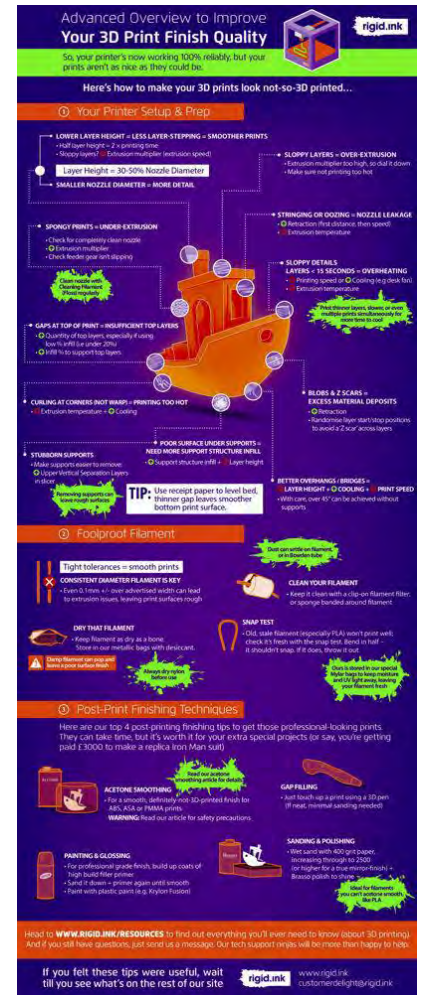 Advanced Overview to Improve
Your 3D Print Finish Quality
rigid.ink
So, your printer's now working 100% reliably, but your
prints aren't as nice as they could be.
Here's how to make your 3D prints look not-so-3D printed...
1 Your Printer Setup & Prep
LOWER LAYER HEIGHT = LESS LAYER-STEPPING = SMOOTHER PRINTS
• Half layer height = 2 x printing time
• Sloppy layers? Extrusion multiplier (extrusion speed)
Layer Height = 30-50% Nozzle Diameter
SMALLER NOZZLE DIAMETER = MORE DETAIL
SLOPPY LAYERS = OVER-EXTRUSION
• Extrusion multiplier too high, so dial it down
• Make sure not printing too hot
STRINGING OR OOZING = NOZZLE LEAKAGE
• Retraction (first distance, then speed)
• Extrusion temperature
SPONGY PRINTS = UNDER-EXTRUSION
• Check for completely clean nozzle
• Extrusion multiplier
• Check feeder gear isn't slipping
Clean nozzle with
Cleaning Filament
(Floss) regularly
SLOPPY DETAILS
LAYERS < 15 SECONDS = OVERHEATING
• Printing speed or Cooling (e.g desk fan)
• Extrusion temperature
Print thinner layers, slower, or even
multiple prints simultaneously for
more time to cool
GAPS AT TOP OF PRINT = INSUFFICIENT TOP LAYERS
• Quantity of top layers, especially if using
low % infill (i.e under 20%)
• Infill % to support top layers
BLOBS & Z SCARS =
EXCESS MATERIAL DEPOSITS
• Retraction
• Randomise layer start/stop positions
to avoid a 'Z scar' across layers
CURLING AT CORNERS (NOT WARP) = PRINTING TOO HOT
• Extrusion temperature + Cooling
POOR SURFACE UNDER SUPPORTS =
NEED MORE SUPPORT STRUCTURE INFILL
• Support structure infill + Layer height
STUBBORN SUPPORTS
• Make supports easier to remove:
Upper Vertical Separation Layers
in slicer
Removing supports can
leave rough surfaces
TIP: Use receipt paper to level bed,
thinner gap leaves smoother
bottom print surface.
BETTER OVERHANGS / BRIDGES =
LAYER HEIGHT + COOLING + PRINT SPEED
• With care, over 45° can be achieved without
supports
2 Foolproof Filament
Tight tolerances = smooth prints
CONSISTENT DIAMETER FILAMENT IS KEY
• Even 0.1mm +/- over advertised width can lead
to extrusion issues, leaving print surfaces rough
Dust can settle on filament,
or in Bowden tube
CLEAN YOUR FILAMENT
• Keep it clean with a clip-on filament filter,
or sponge banded around filament
DRY THAT FILAMENT
• Keep filament as dry as a bone.
Store in our metallic bags with desiccant.
Damp filament can pop and
leave a poor surface finish
Always dry nylon
before use
SNAP TEST
• Old, stale filament (especially PLA) won't print well;
check it's fresh with the snap test. Bend in half –
it shouldn't snap. If it does, throw it out
Ours is stored in our special
Mylar bags to keep moisture
and UV light away, leaving
your filament fresh
3 Post-Print Finishing Techniques
Here are our top 4 post-printing finishing tips to get those professional-looking prints.
They can take time, but it's worth it for your extra special projects (or say, you're getting
paid £3000 to make a replica Iron Man suit)
Read our acetone
smoothing article for details
ACETONE SMOOTHING
• For a smooth, definitely-not-3D-printed finish for
ABS, ASA or PMMA prints
WARNING: Read our article for safety precautions
GAP FILLING
• Just touch up a print using a 3D pen
(If neat, minimal sanding needed)
PAINTING & GLOSSING
• For professional grade finish, build up coats of
high build filler primer
• Sand it down + primer again until smooth
• Paint with plastic paint (e.g. Krylon Fusion)
SANDING & POLISHING
• Wet sand with 400 grit paper,
increasing through to 2500
(or higher for a true mirror-finish) +
Brasso polish to shine
Ideal for filaments
you can't acetone smooth,
like PLA
Head to WWW.RIGID.INK/RESOURCES to find out everything you'll ever need to know (about 3D printing).
And if you still have questions, just send us a message. Our tech support ninjas will be more than happy to help.
If you felt these tips were useful, wait
till you see what's on the rest of our site
rigid.ink
www.rigid.ink
customerdelight@rigid.ink